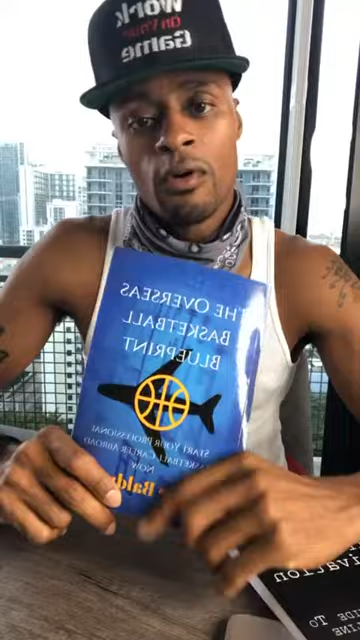 Work
On Your
Game
THE OVERSEAS
BASKETBALL
BLUEPRINT
START YOUR PROFESSIONAL
BASKETBALL CAREER ABROAD
NOW